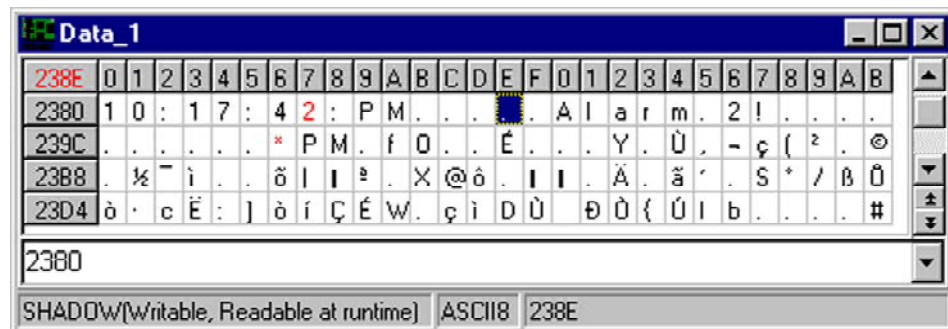 Data_1
238E 0 1 2 3 4 5 6 7 8 9 A B C D E F 0 1 2 3 4 5 6 7 8 9 A B
2380 1 0 : 1 7 : 4 2 : P M . . . . . A l a r m . 2 ! . . . .
239C . . . . . . * P M . f 0 . . É . . . Y . Ù , ¬ ç ( ² . ©
23B8 . ½ ¯ ì . . õ | | ª . X @ ô . | | . Ä . ã ´ . S * / ß Û
23D4 ò · c Ë : ] ò í Ç É W . ç ì D Ù Ð Ò { Ú | b . . . . #
2380
SHADOW(Writable, Readable at runtime) ASCII8 238E